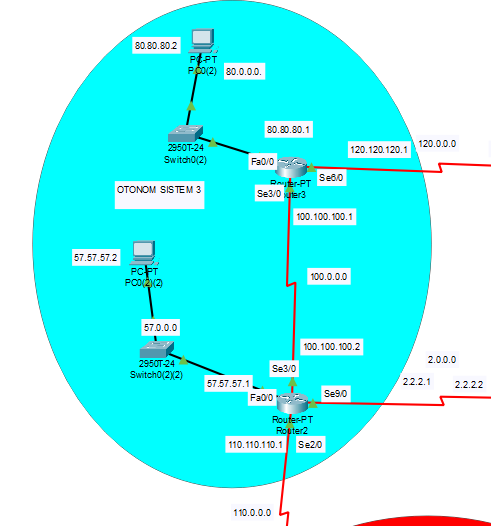 80.80.80.2
PC-PT
PC0(2)
80.0.0.0.
2950T-24
Switch0(2)
80.80.80.1
Fa0/0
120.120.120.1
120.0.0.0
Se6/0
Router-PT
Se3/0
OTONOM SISTEM 3
100.100.100.1
57.57.57.2
PC-PT
PC0(2)(2)
100.0.0.0
57.0.0.0
2950T-24
Switch0(2)(2)
100.100.100.2
Se3/0
2.0.0.0
57.57.57.1
2.2.2.1
2.2.2.2
Fa0/0
Se9/0
Router-PT
Router2
110.110.110.1
Se2/0
110.0.0.0